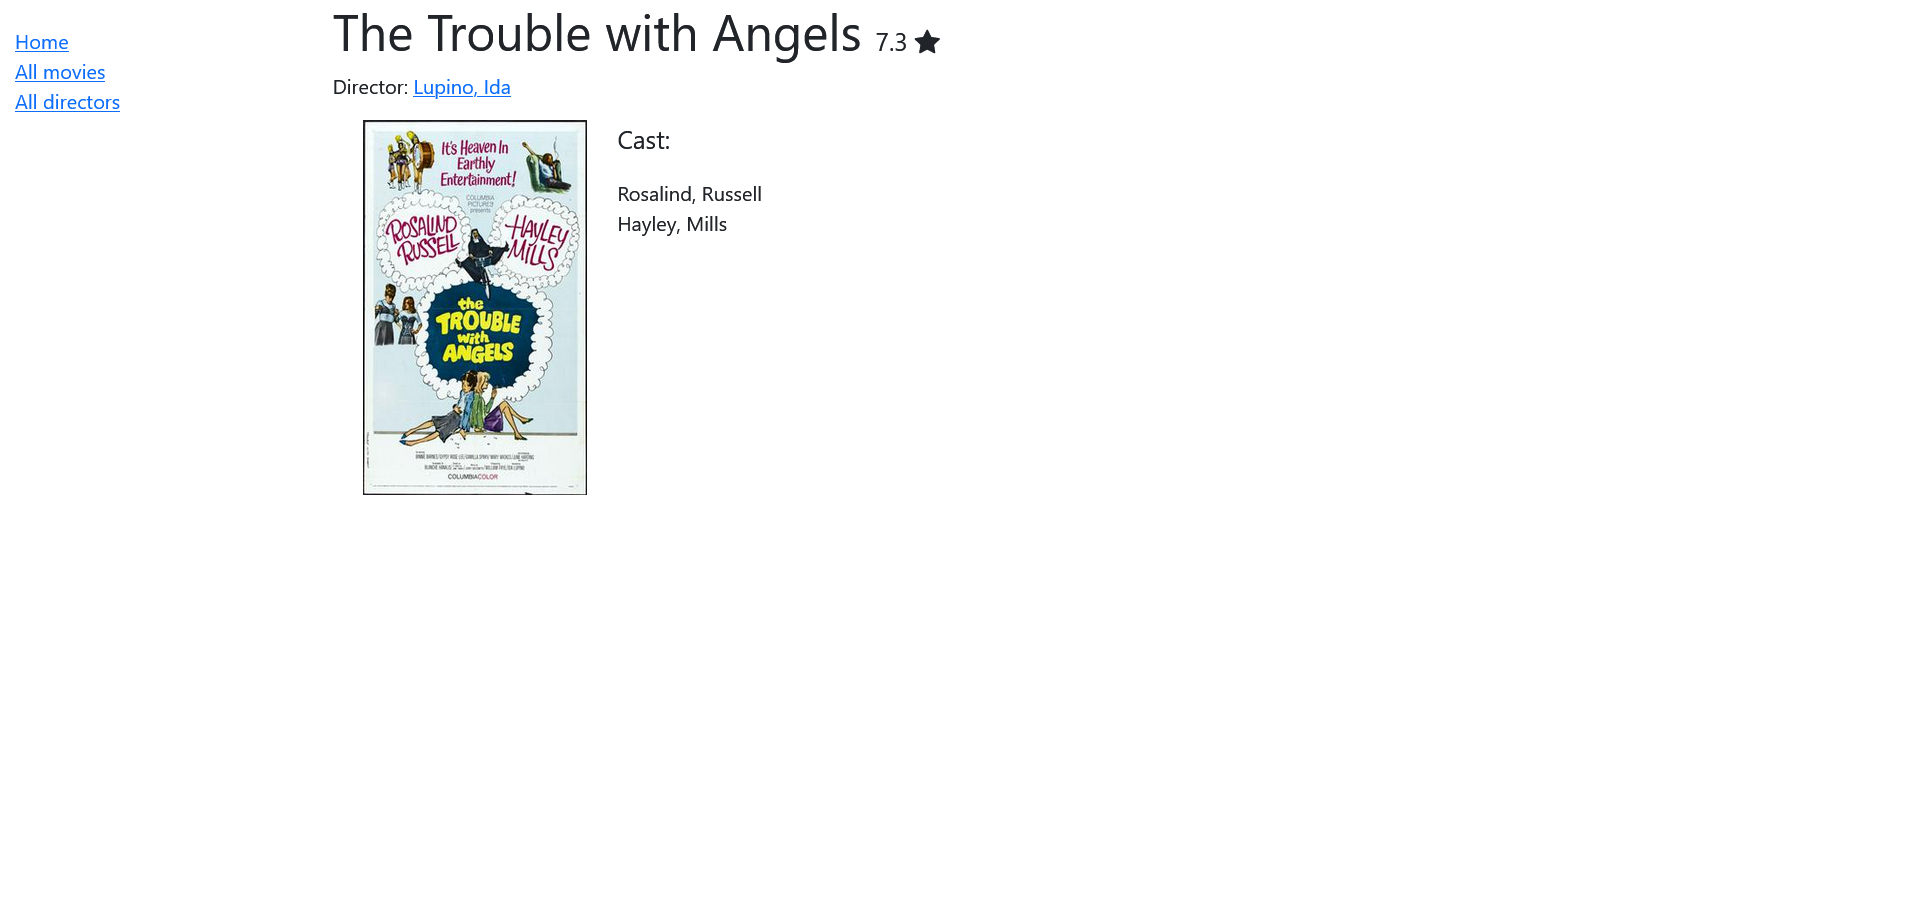 Home
All movies
All directors
The Trouble with Angels 7.3
Director: Lupino, Ida
It's Heaven In
Earthly
Entertainment!
COLUMBIA
PICTURES
presents
ROSALIND
RUSSELL
HAYLEY
MILLS
the
TROUBLE
with
ANGELS
COLUMBIACOLOR
Cast:
Rosalind, Russell
Hayley, Mills